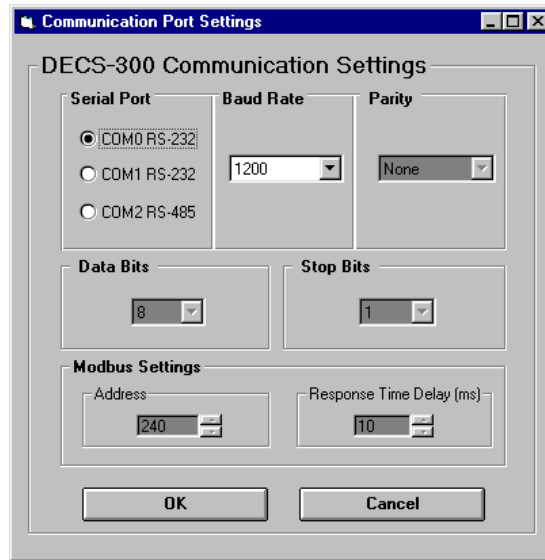 Communication Port Settings
DECS-300 Communication Settings
Serial Port
COM0 RS-232
COM1 RS-232
COM2 RS-485
Baud Rate
1200
Parity
None
Data Bits
8
Stop Bits
1
Modbus Settings
Address
240
Response Time Delay (ms)
10
OK
Cancel